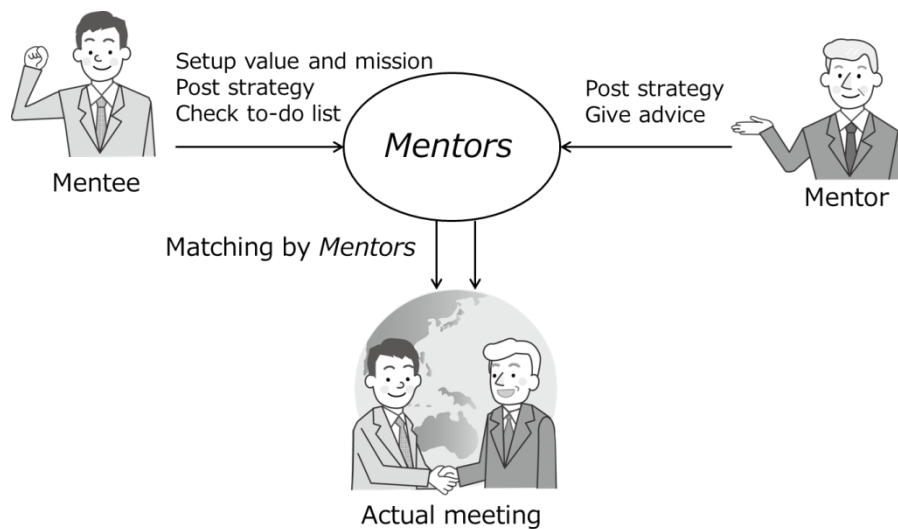 Setup value and mission
Post strategy
Check to-do list
Mentee
Mentors
Post strategy
Give advice
Mentor
Matching by Mentors
Actual meeting